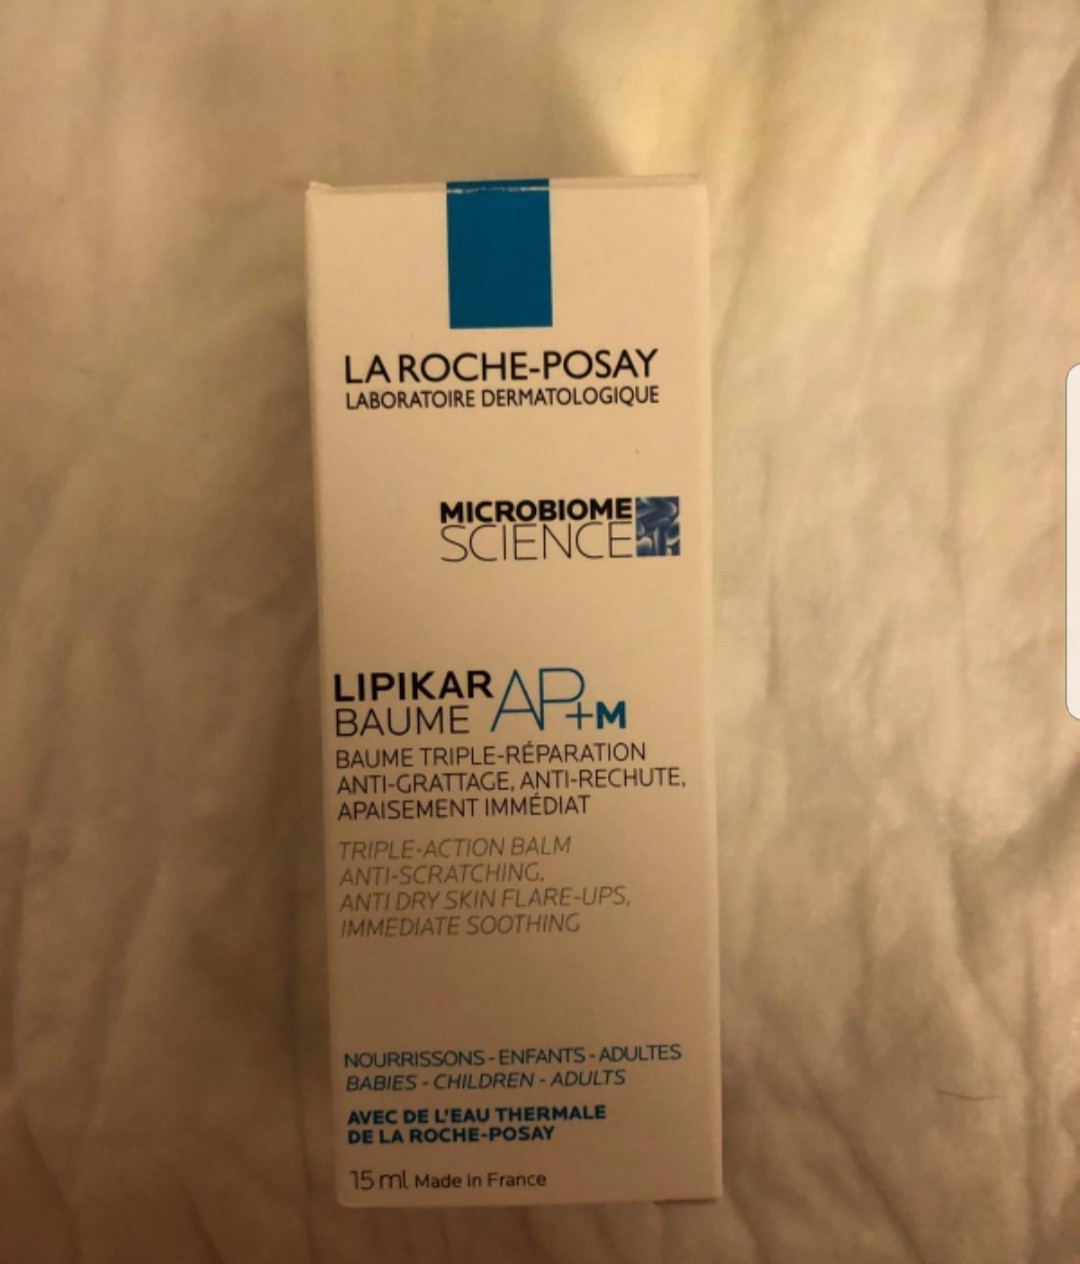 LA ROCHE-POSAY
LABORATOIRE DERMATOLOGIQUE
MICROBIOME
SCIENCE
LIPIKAR
BAUME AP+M
BAUME TRIPLE-RÉPARATION
ANTI-GRATTAGE, ANTI-RECHUTE,
APAISEMENT IMMÉDIAT
TRIPLE-ACTION BALM
ANTI-SCRATCHING,
ANTI DRY SKIN FLARE-UPS,
IMMEDIATE SOOTHING
NOURRISSONS - ENFANTS - ADULTES
BABIES - CHILDREN - ADULTS
AVEC DE L'EAU THERMALE
DE LA ROCHE-POSAY
15 ml Made in France